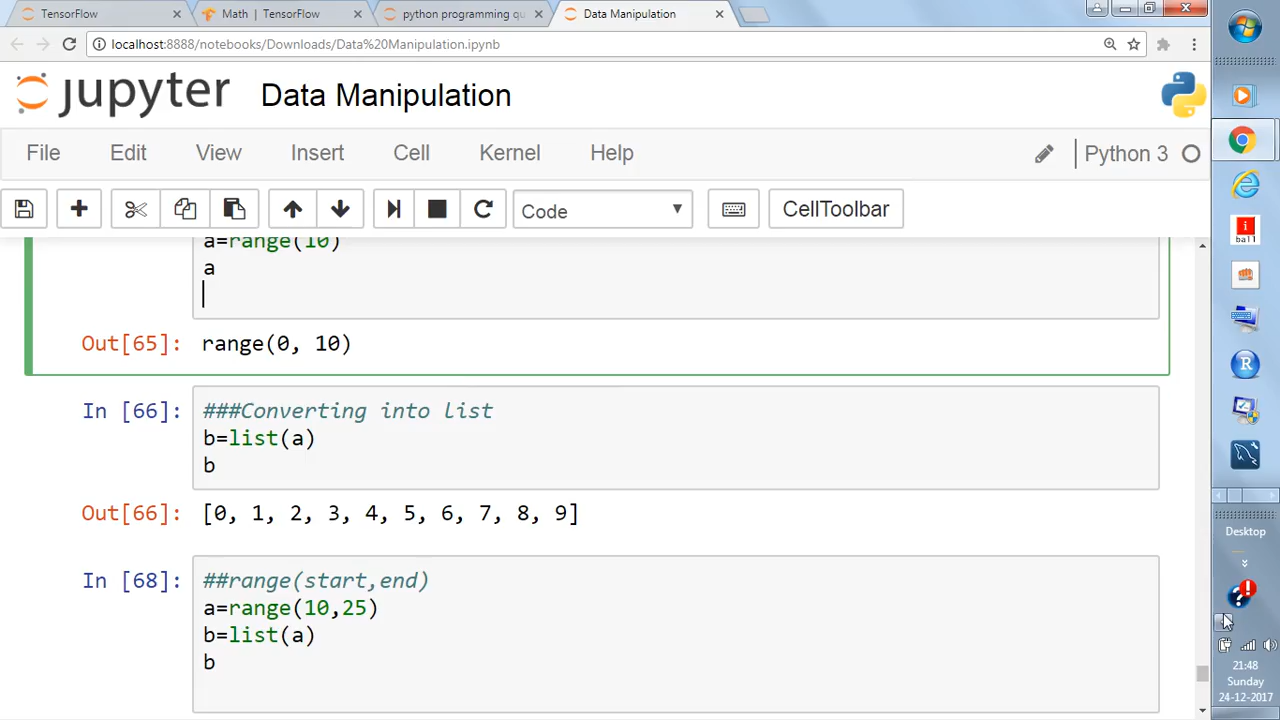 TensorFlow
Math | TensorFlow
python programming qu
Data Manipulation
localhost:8888/notebooks/Downloads/Data%20Manipulation.ipynb
jupyter Data Manipulation
File Edit View Insert Cell Kernel Help Python 3
Code CellToolbar
a=range(10)
a
Out[65]: range(0, 10)
In [66]: ###Converting into list
b=list(a)
b
Out[66]: [0, 1, 2, 3, 4, 5, 6, 7, 8, 9]
In [68]: ##range(start,end)
a=range(10,25)
b=list(a)
b
i
ball
R
Desktop
21:48
Sunday
24-12-2017